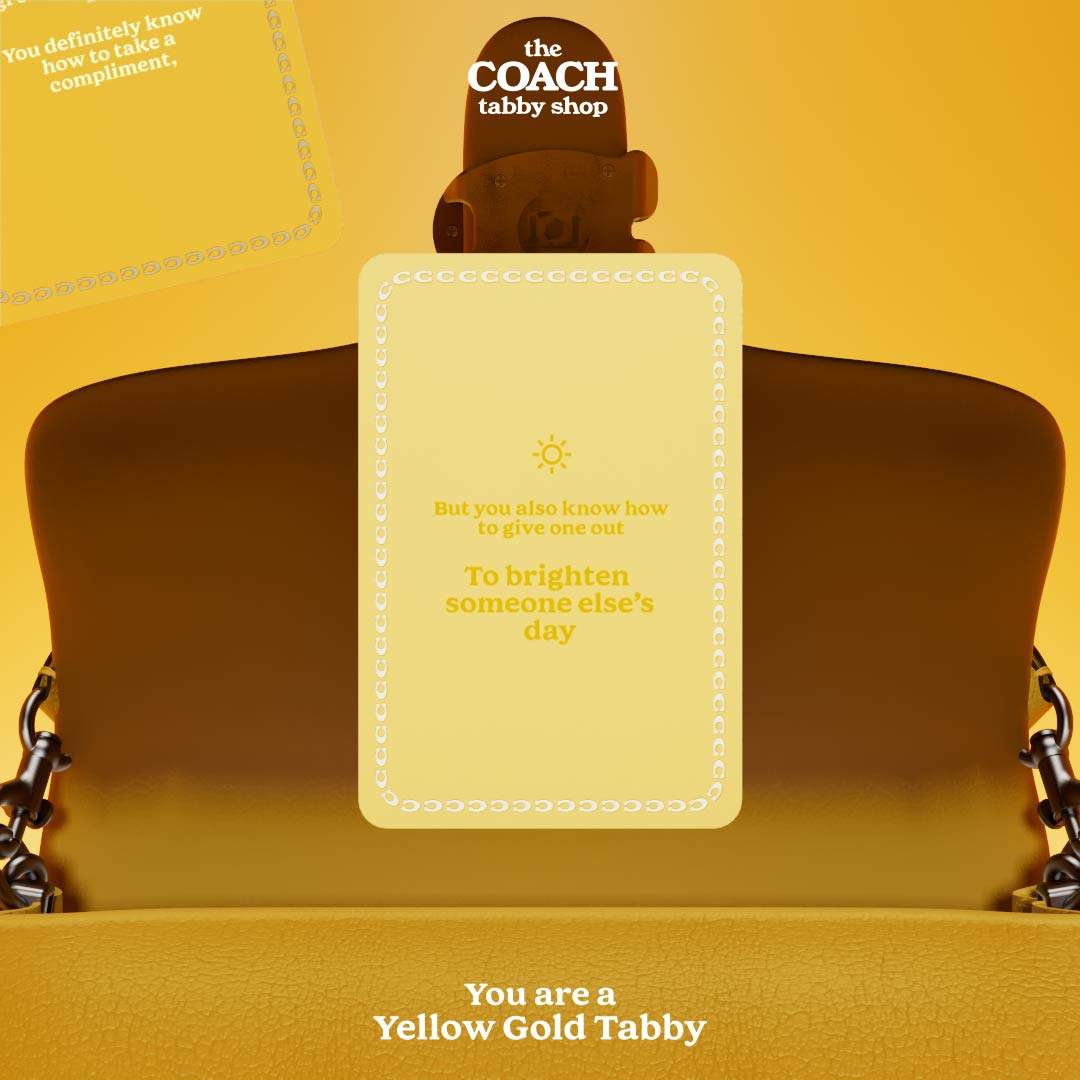 You definitely know
how to take a
compliment,
the
COACH
tabby shop
But you also know how
to give one out
To brighten
someone else's
day
You are a
Yellow Gold Tabby